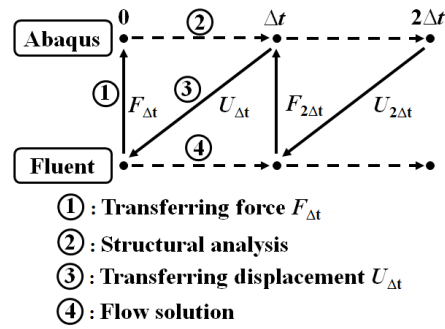 0 Δt 2Δt
Abaqus ②
① F_Δt ③ U_Δt F_2Δt U_2Δt
Fluent ④
① : Transferring force F_Δt
② : Structural analysis
③ : Transferring displacement U_Δt
④ : Flow solution